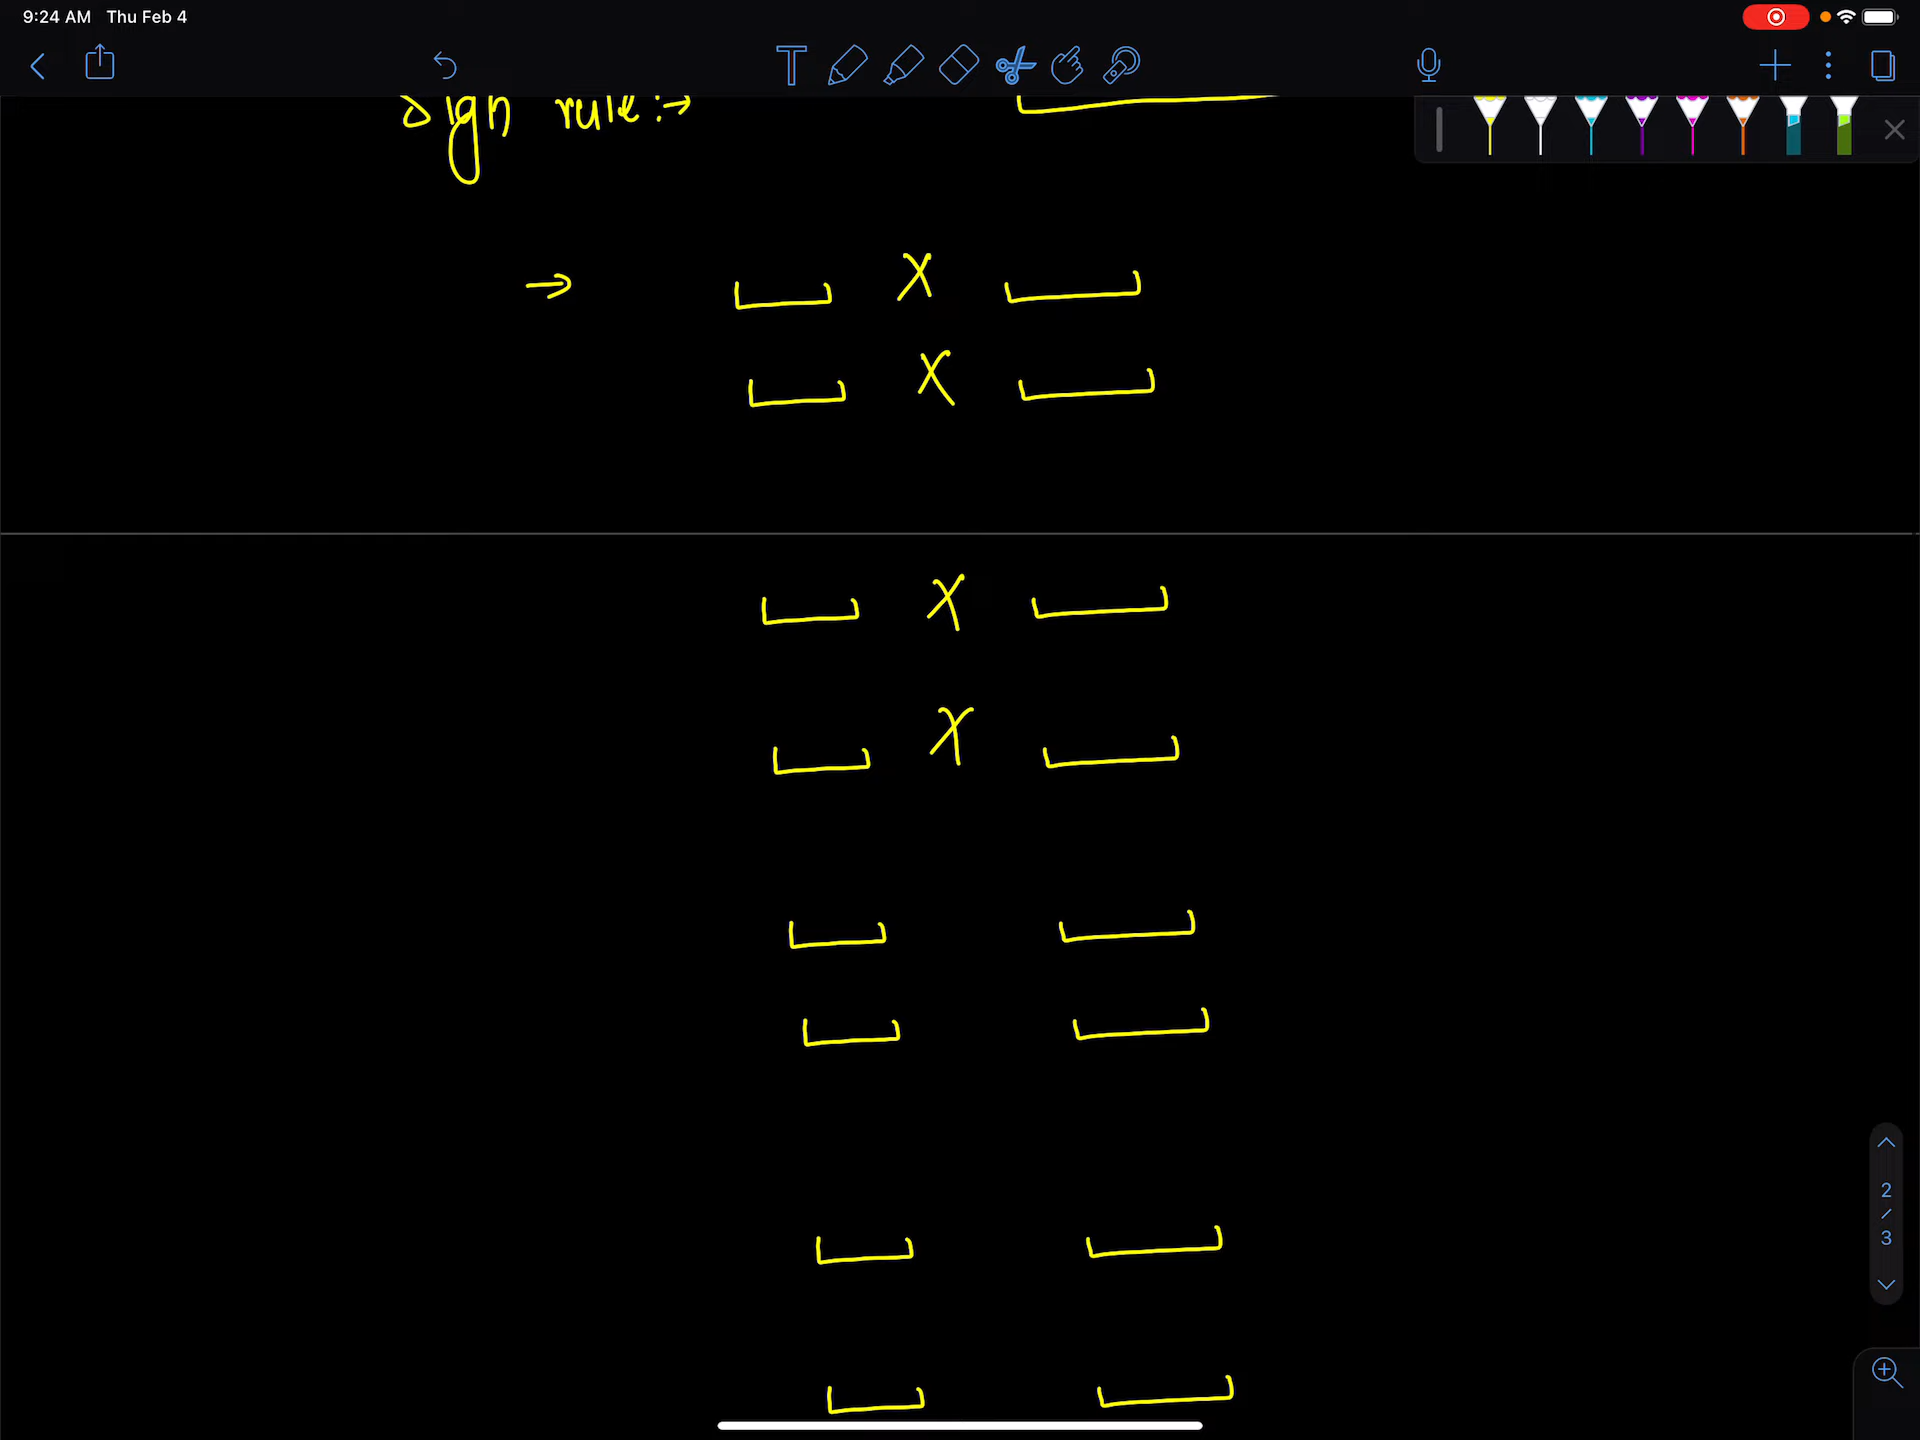 9:24 AM Thu Feb 4
Sign rule :→
→ X
X
X
X
2
/
3